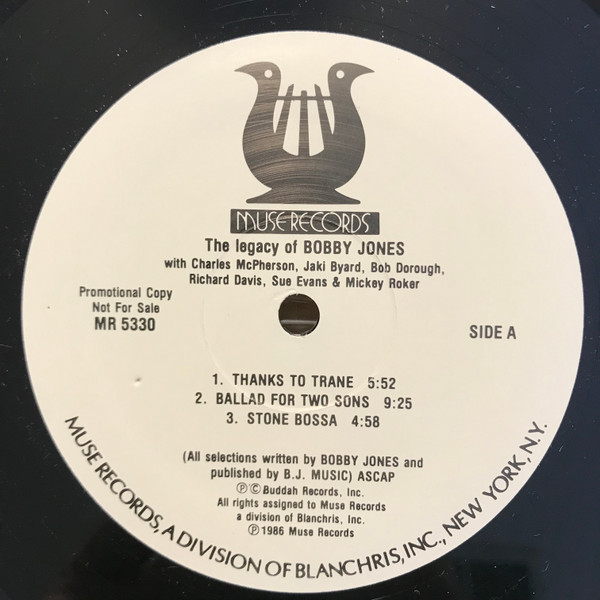 MUSE RECORDS
The legacy of BOBBY JONES
with Charles McPherson, Jaki Byard, Bob Dorough,
Richard Davis, Sue Evans & Mickey Roker
Promotional Copy
Not For Sale
MR 5330
SIDE A
1. THANKS TO TRANE 5:52
2. BALLAD FOR TWO SONS 9:25
3. STONE BOSSA 4:58
(All selections written by BOBBY JONES and
published by B.J. MUSIC) ASCAP
ⓅⒸBuddah Records, Inc.
All rights assigned to Muse Records
a division of Blanchris, Inc.
Ⓟ1986 Muse Records
MUSE RECORDS, A DIVISION OF BLANCHRIS, INC., NEW YORK, N.Y.